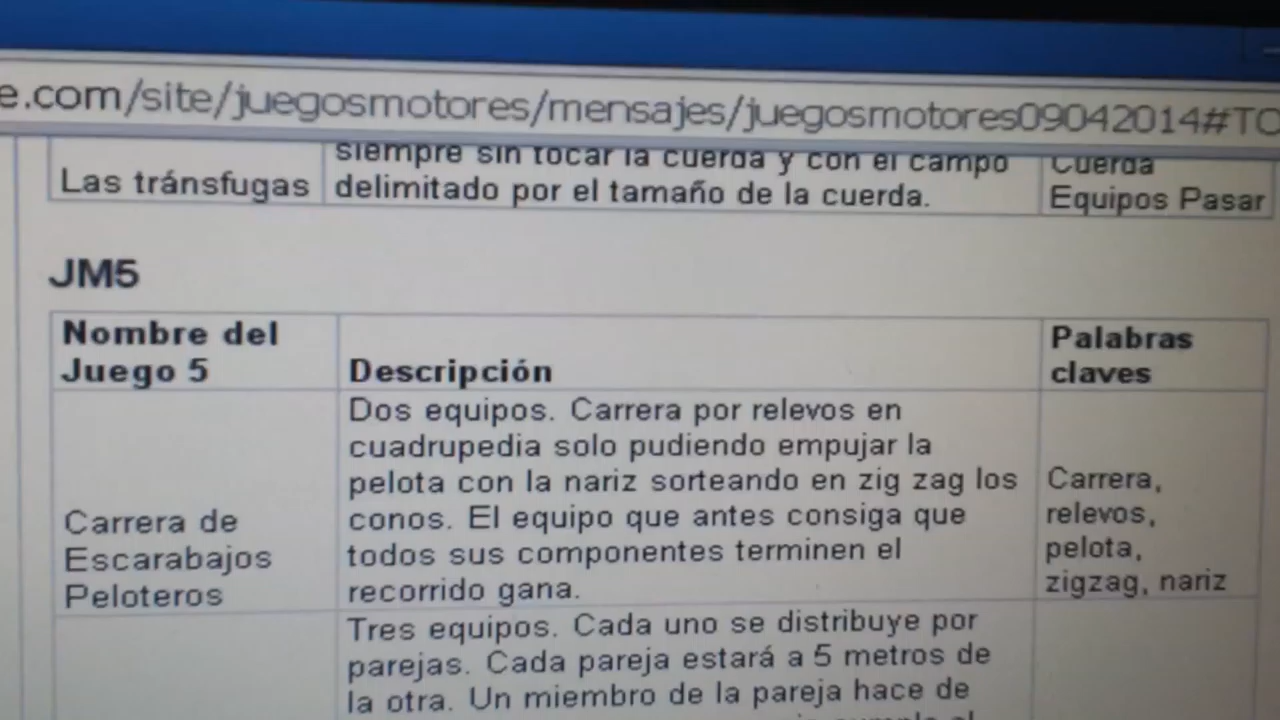 e.com/site/juegosmotores/mensajes/juegosmotores09042014#TO
siempre sin tocar la cuerda y con el campo
Cuerda
Las tránsfugas
delimitado por el tamaño de la cuerda.
Equipos Pasar
JM5
Nombre del
Juego 5
Descripción
Palabras
claves
Carrera de
Escarabajos
Peloteros
Dos equipos. Carrera por relevos en
cuadrupedia solo pudiendo empujar la
pelota con la nariz sorteando en zig zag los
conos. El equipo que antes consiga que
todos sus componentes terminen el
recorrido gana.
Carrera,
relevos,
pelota,
zigzag, nariz
Tres equipos. Cada uno se distribuye por
parejas. Cada pareja estará a 5 metros de
la otra. Un miembro de la pareja hace de